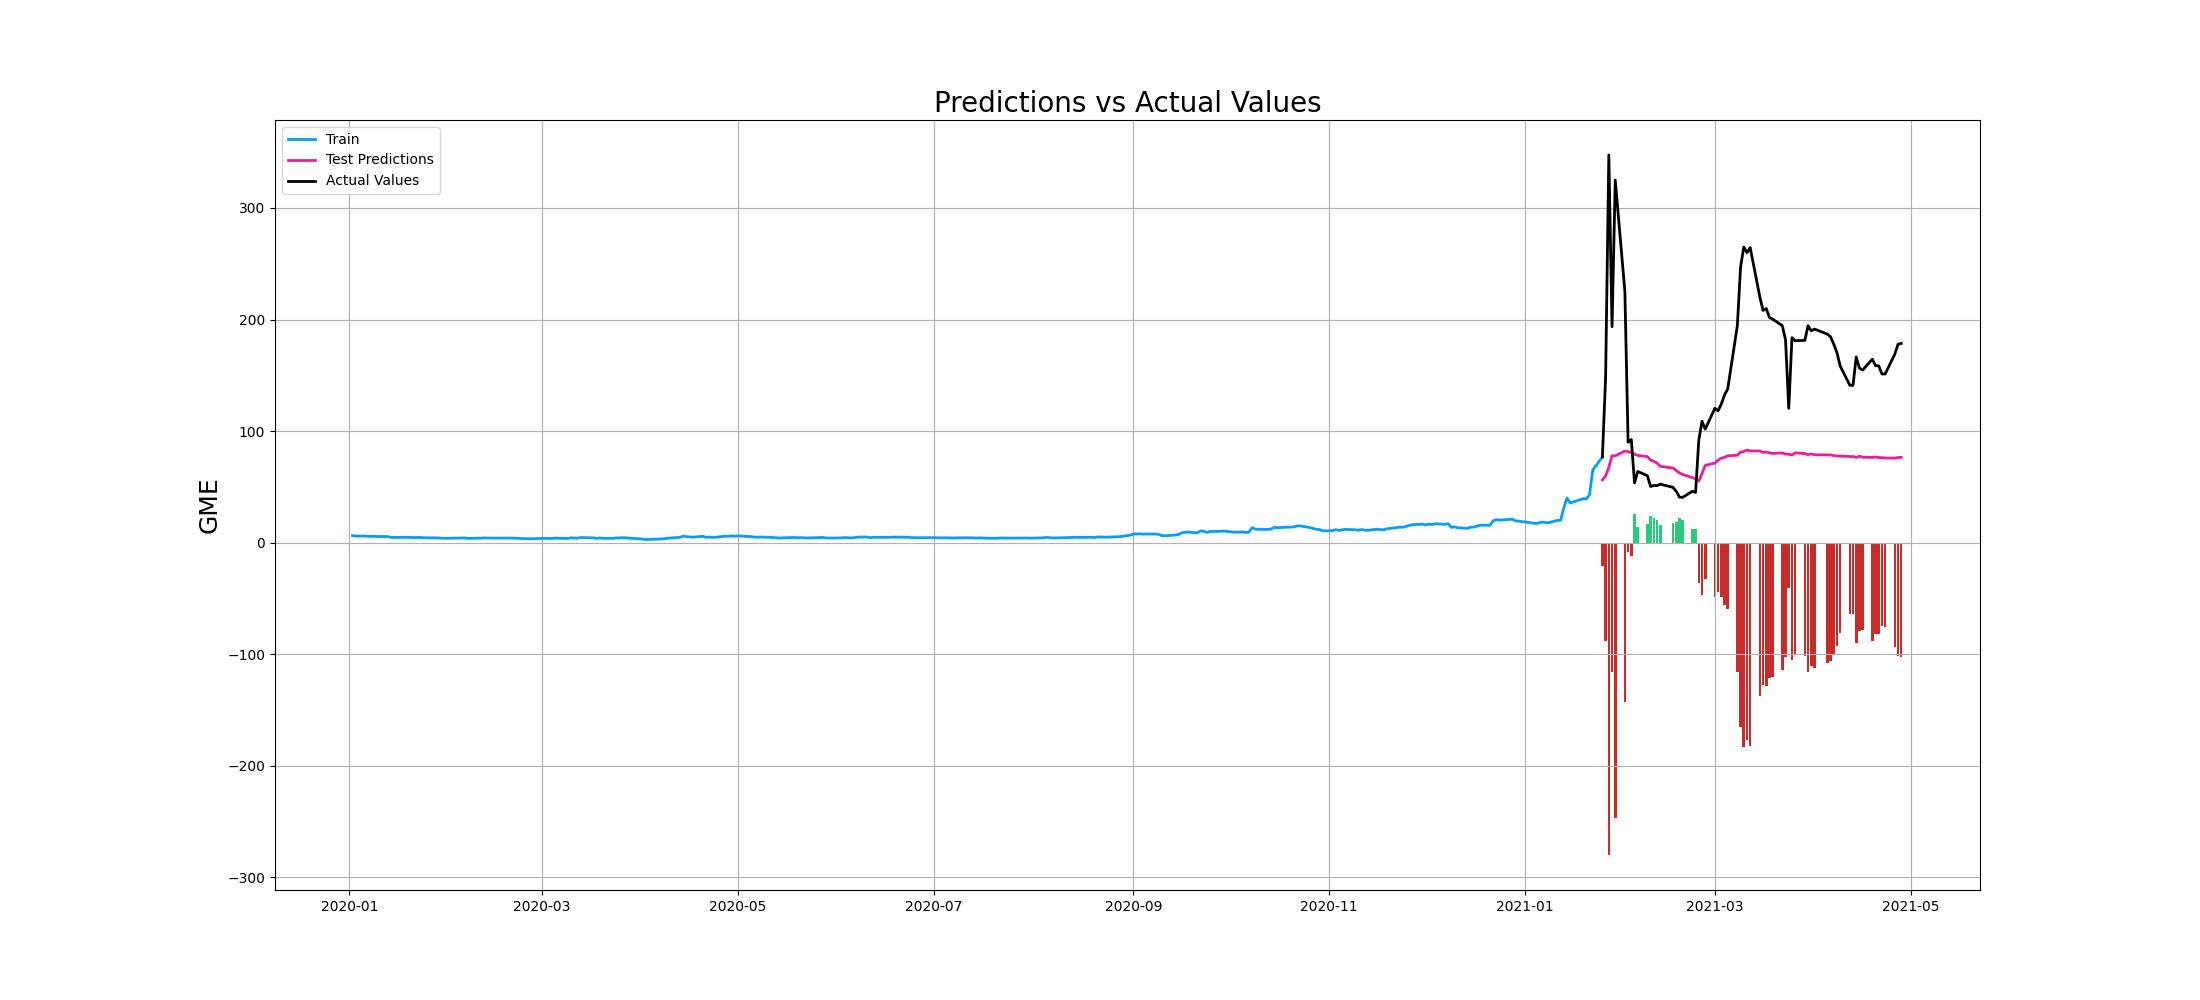 Predictions vs Actual Values
Train
Test Predictions
Actual Values
GME
300
200
100
0
−100
−200
−300
2020-01 2020-03 2020-05 2020-07 2020-09 2020-11 2021-01 2021-03 2021-05